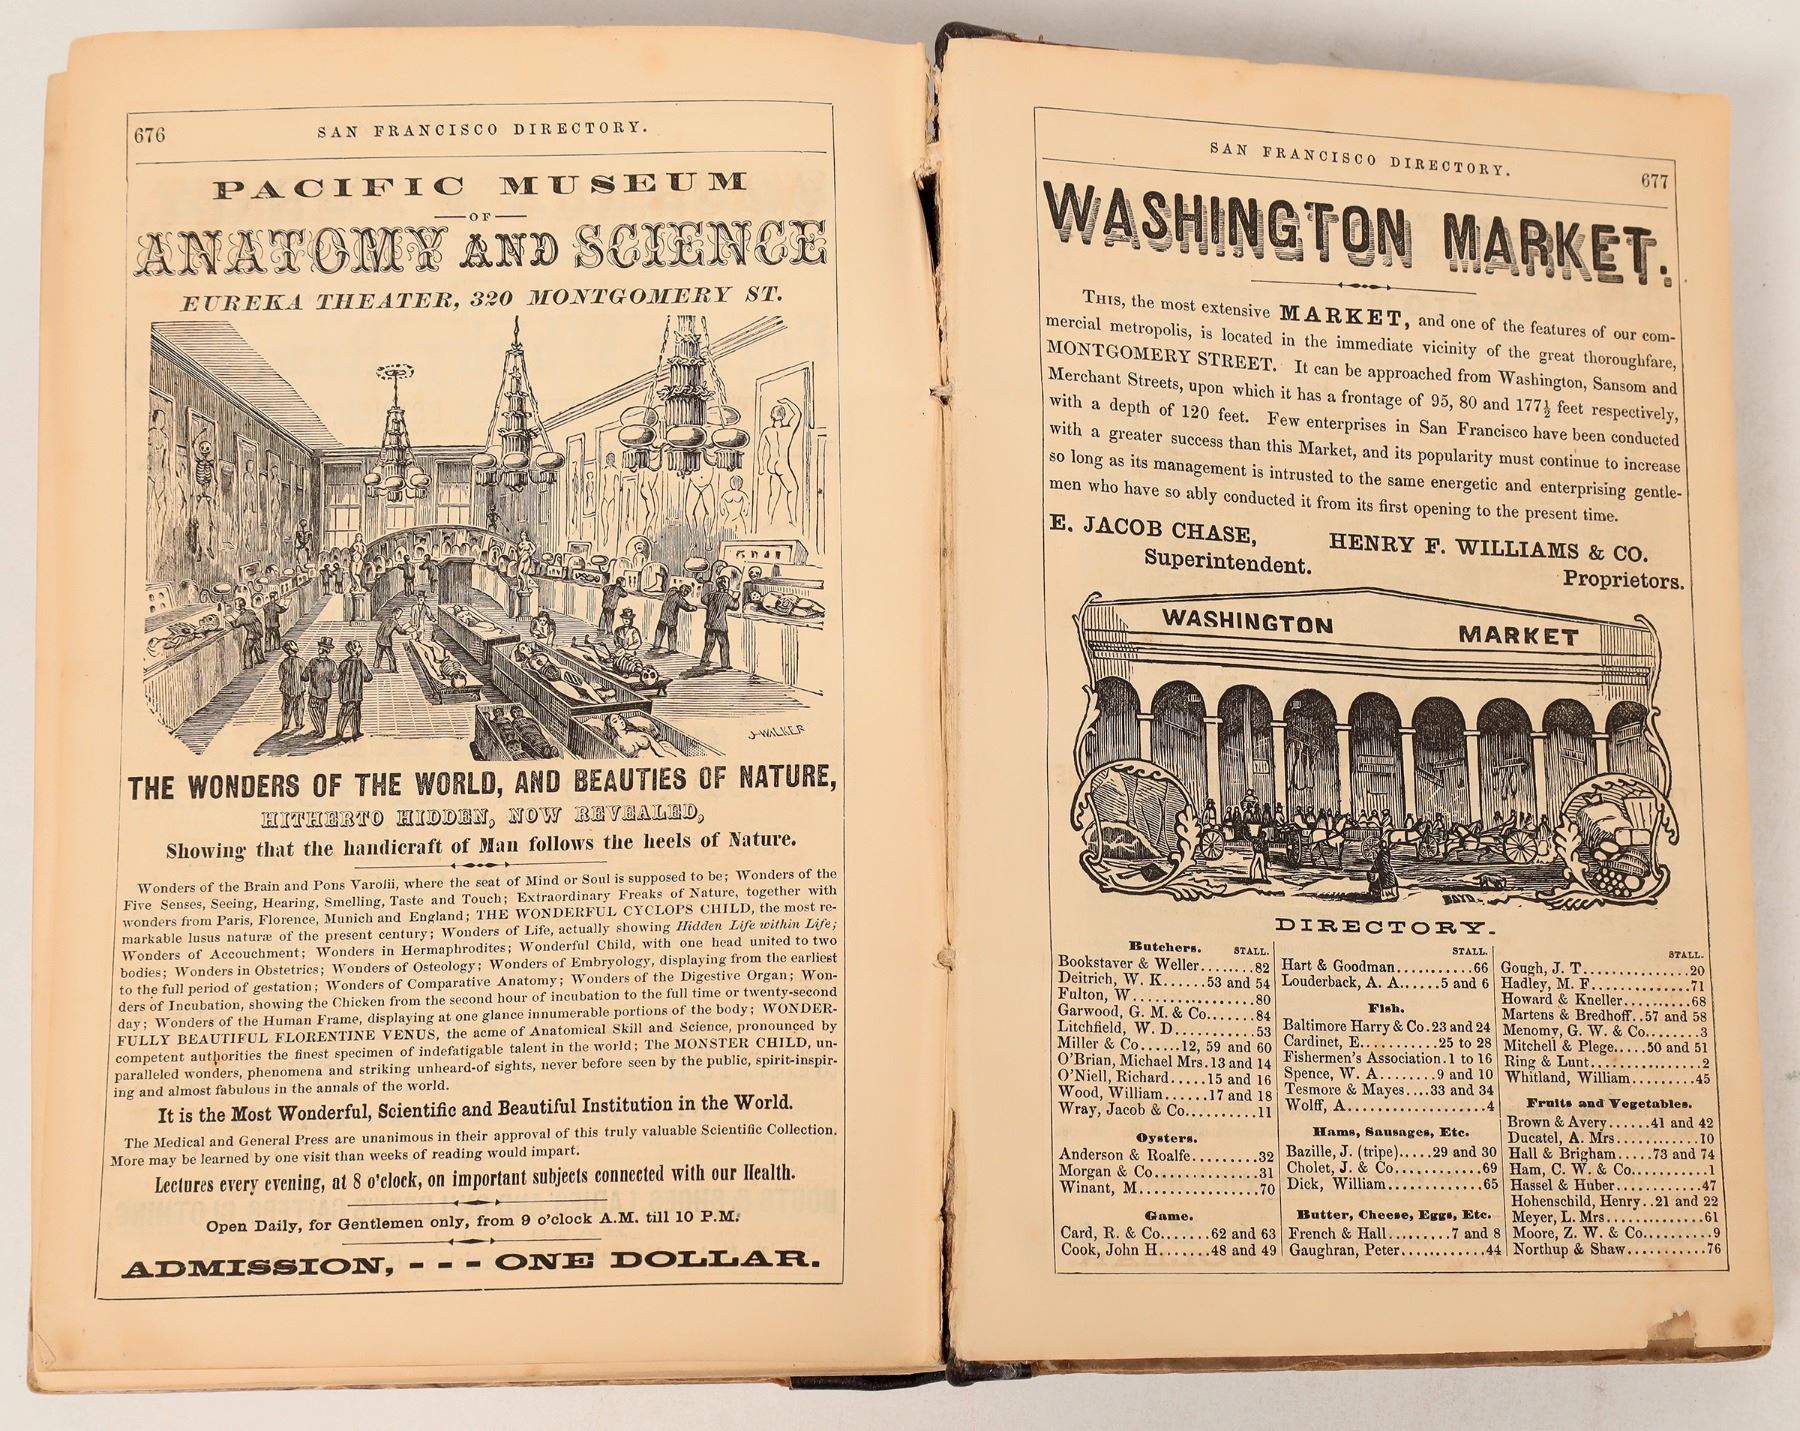 676
SAN FRANCISCO DIRECTORY.
PACIFIC MUSEUM
OF
ANATOMY AND SCIENCE
EUREKA THEATER, 320 MONTGOMERY ST.
J. WALKER
THE WONDERS OF THE WORLD, AND BEAUTIES OF NATURE,
HITHERTO HIDDEN, NOW REVEALED,
Showing that the handicraft of Man follows the heels of Nature.
Wonders of the Brain and Pons Varolii, where the seat of Mind or Soul is supposed to be; Wonders of the
Five Senses, Seeing, Hearing, Smelling, Taste and Touch; Extraordinary Freaks of Nature, together with
wonders from Paris, Florence, Munich and England; THE WONDERFUL CYCLOPS CHILD, the most re-
markable lusus naturæ of the present century; Wonders of Life, actually showing Hidden Life within Life;
Wonders of Accouchment; Wonders in Hermaphrodites; Wonderful Child, with one head united to two
bodies; Wonders in Obstetrics; Wonders of Osteology; Wonders of Embryology, displaying from the earliest
to the full period of gestation; Wonders of Comparative Anatomy; Wonders of the Digestive Organ; Won-
ders of Incubation, showing the Chicken from the second hour of incubation to the full time or twenty-second
day; Wonders of the Human Frame, displaying at one glance innumerable portions of the body; WONDER-
FULLY BEAUTIFUL FLORENTINE VENUS, the acme of Anatomical Skill and Science, pronounced by
competent authorities the finest specimen of indefatigable talent in the world; The MONSTER CHILD, un-
paralleled wonders, phenomena and striking unheard-of sights, never before seen by the public, spirit-inspir-
ing and almost fabulous in the annals of the world.
It is the Most Wonderful, Scientific and Beautiful Institution in the World.
The Medical and General Press are unanimous in their approval of this truly valuable Scientific Collection.
More may be learned by one visit than weeks of reading would impart.
Lectures every evening, at 8 o'clock, on important subjects connected with our Health.
Open Daily, for Gentlemen only, from 9 o'clock A.M. till 10 P.M.
ADMISSION, - - - ONE DOLLAR.
SAN FRANCISCO DIRECTORY.
677
WASHINGTON MARKET.
THIS, the most extensive MARKET, and one of the features of our com-
mercial metropolis, is located in the immediate vicinity of the great thoroughfare,
MONTGOMERY STREET. It can be approached from Washington, Sansom and
Merchant Streets, upon which it has a frontage of 95, 80 and 177½ feet respectively,
with a depth of 120 feet. Few enterprises in San Francisco have been conducted
with a greater success than this Market, and its popularity must continue to increase
so long as its management is intrusted to the same energetic and enterprising gentle-
men who have so ably conducted it from its first opening to the present time.
E. JACOB CHASE,
Superintendent.
HENRY F. WILLIAMS & CO.
Proprietors.
WASHINGTON MARKET
BOYD.
DIRECTORY.
Butchers. STALL.
Bookstaver & Weller.......82
Deitrich, W. K.....53 and 54
Fulton, W...............80
Garwood, G. M. & Co.......84
Litchfield, W. D...........53
Miller & Co.....12, 59 and 60
O'Brian, Michael Mrs.13 and 14
O'Niell, Richard.....15 and 16
Wood, William......17 and 18
Wray, Jacob & Co..........11
Oysters.
Anderson & Roalfe..........32
Morgan & Co..............31
Winant, M................70
Game.
Card, R. & Co.......62 and 63
Cook, John H.......48 and 49
STALL.
Hart & Goodman...........66
Louderback, A. A.....5 and 6
Fish.
Baltimore Harry & Co.23 and 24
Cardinet, E..........25 to 28
Fishermen's Association.1 to 16
Spence, W. A........9 and 10
Tesmore & Mayes....33 and 34
Wolff, A...................4
Hams, Sausages, Etc.
Bazille, J. (tripe).....29 and 30
Cholet, J. & Co............69
Dick, William..............65
Butter, Cheese, Eggs, Etc.
French & Hall.........7 and 8
Gaughran, Peter...........44
STALL.
Gough, J. T...............20
Hadley, M. F.............71
Howard & Kneller..........68
Martens & Bredhoff..57 and 58
Menomy, G. W. & Co........3
Mitchell & Plege.....50 and 51
Ring & Lunt...............2
Whitland, William.........45
Fruits and Vegetables.
Brown & Avery......41 and 42
Ducatel, A. Mrs...........10
Hall & Brigham.....73 and 74
Ham, C. W. & Co..........1
Hassel & Huber............47
Hohenschild, Henry..21 and 22
Meyer, L. Mrs.............61
Moore, Z. W. & Co.........9
Northup & Shaw...........76